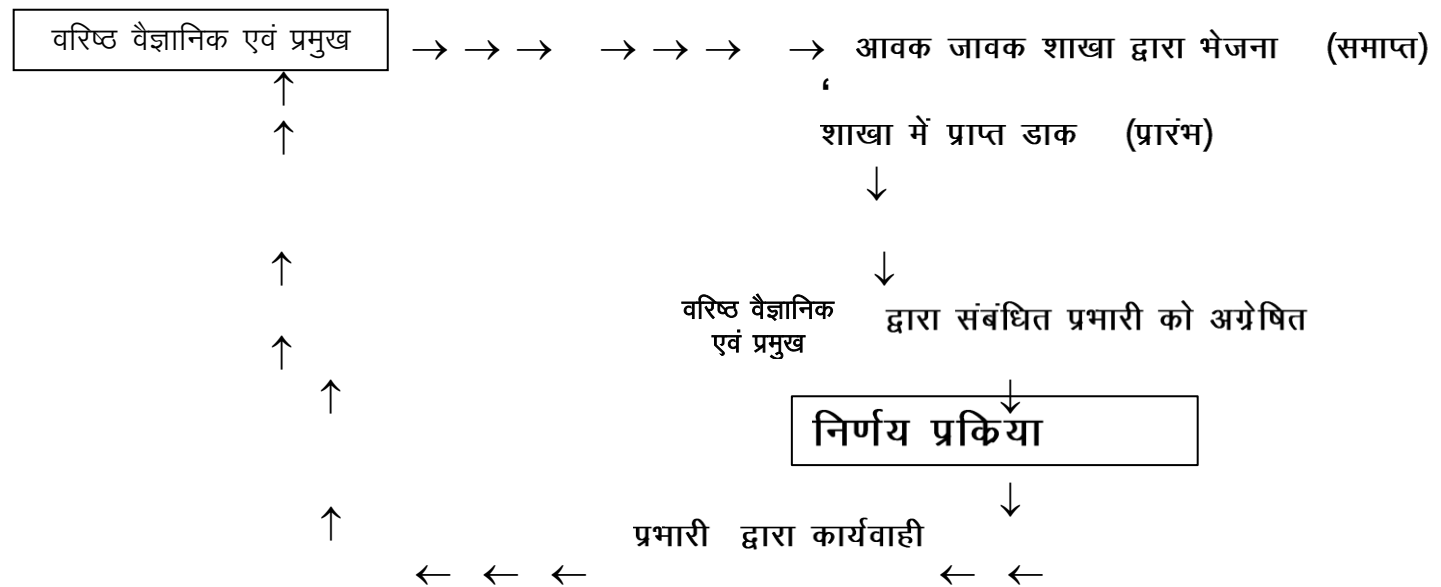 वरिष्ठ वैज्ञानिक एवं प्रमुख → → → → → → → आवक जावक शाखा द्वारा भेजना (समाप्त)
↑ ‘
↑ शाखा में प्राप्त डाक (प्रारंभ)
↓
↑ ↓
वरिष्ठ वैज्ञानिक
एवं प्रमुख द्वारा संबंधित प्रभारी को अग्रेषित
↑
↑ ↓
निर्णय प्रकिया
↓
↑ प्रभारी द्वारा कार्यवाही
← ← ← ← ←